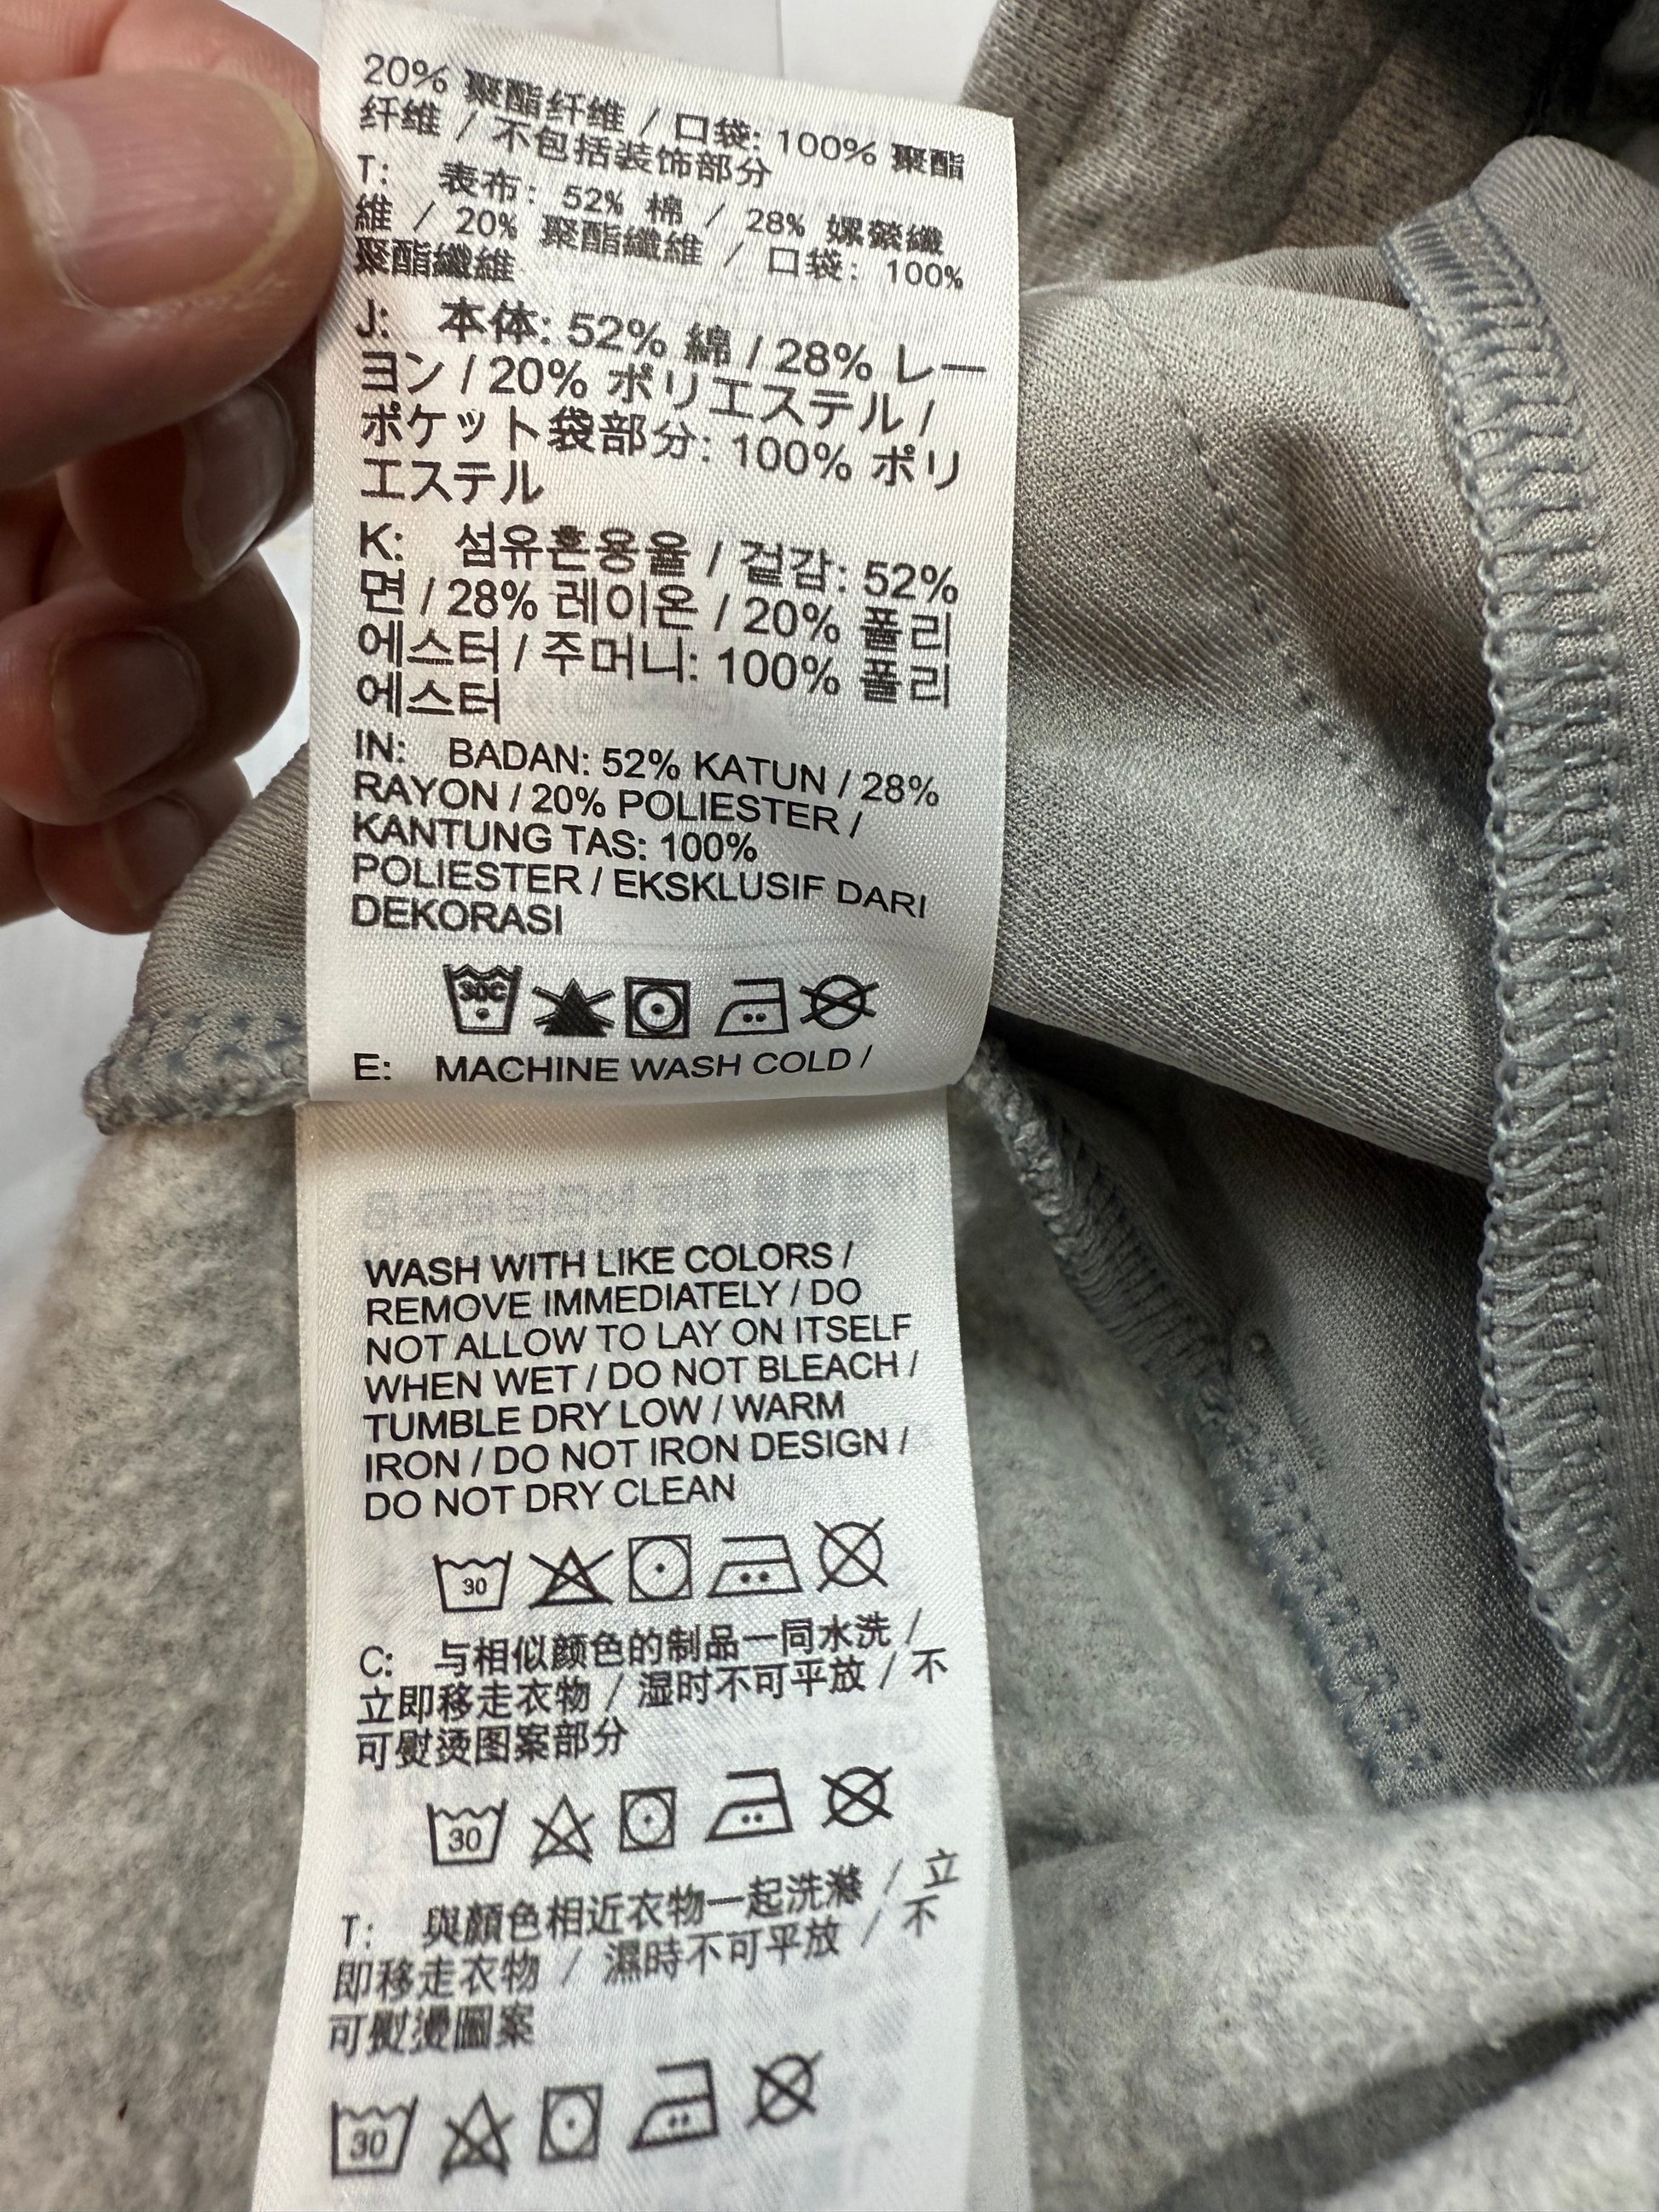 20% 聚酯纤维 / 口袋: 100% 聚酯
纤维 / 不包括装饰部分
T: 表布: 52% 棉 / 28% 嫘縈纖
維 / 20% 聚酯纖維 / 口袋: 100%
聚酯纖維
J: 本体: 52% 綿 / 28% レー
ヨン / 20% ポリエステル /
ポケット袋部分: 100% ポリ
エステル
K: 섬유혼용율 / 겉감: 52%
면 / 28% 레이온 / 20% 폴리
에스터 / 주머니: 100% 폴리
에스터
IN: BADAN: 52% KATUN / 28%
RAYON / 20% POLIESTER /
KANTUNG TAS: 100%
POLIESTER / EKSKLUSIF DARI
DEKORASI
30C
E: MACHINE WASH COLD /
WASH WITH LIKE COLORS /
REMOVE IMMEDIATELY / DO
NOT ALLOW TO LAY ON ITSELF
WHEN WET / DO NOT BLEACH /
TUMBLE DRY LOW / WARM
IRON / DO NOT IRON DESIGN /
DO NOT DRY CLEAN
30
C: 与相似颜色的制品一同水洗 /
立即移走衣物 / 湿时不可平放 / 不
可熨烫图案部分
30
T: 與顏色相近衣物一起洗滌 / 立
即移走衣物 / 濕時不可平放 / 不
可熨燙圖案
30